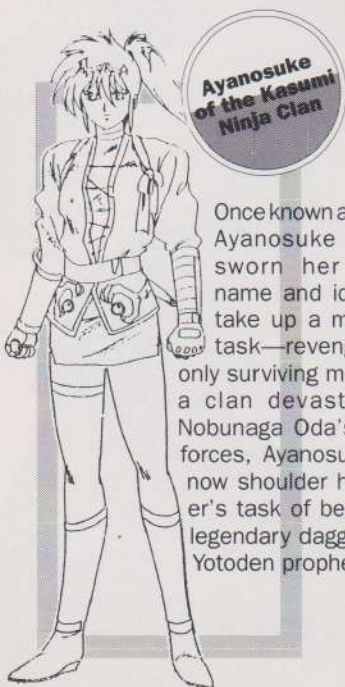 Ayanosuke
of the Kasumi
Ninja Clan
Once known a
Ayanosuke
sworn her
name and ic
take up a m
task—reveng
only surviving m
a clan devast
Nobunaga Oda's
forces, Ayanosu
now shoulder h
er's task of be
legendary dagg
Yotoden prophe